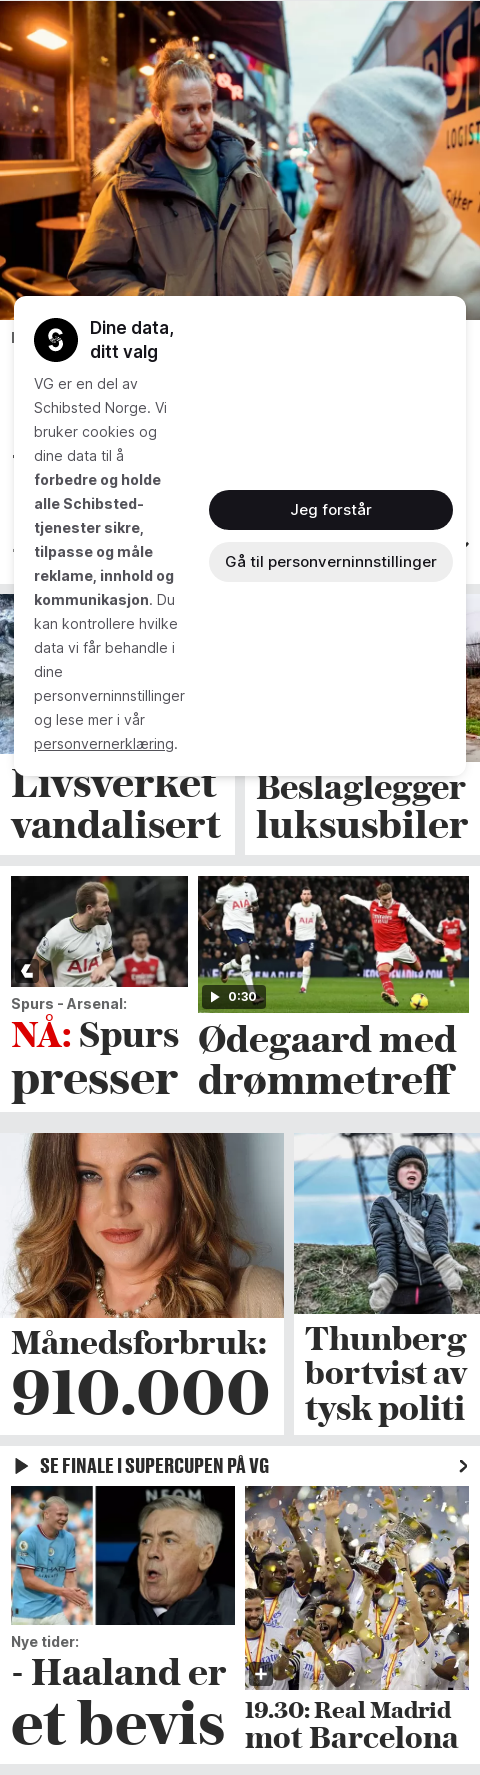 Dine data,
ditt valg
VG er en del av
Schibsted Norge. Vi
bruker cookies og
dine data til å
forbedre og holde
alle Schibsted-
tjenester sikre,
tilpasse og måle
reklame, innhold og
kommunikasjon. Du
kan kontrollere hvilke
data vi får behandle i
dine
personverninnstillinger
og lese mer i vår
personvernerklæring.
Jeg forstår
Gå til personverninnstillinger
Livsverket
vandalisert
Beslaglegger
luksusbiler
AIA
Spurs - Arsenal:
NÅ: Spurs
presser
0:30
Ødegaard med
drømmetreff
Månedsforbruk:
910.000
Thunberg
bortvist av
tysk politi
SE FINALE I SUPERCUPEN PÅ VG
Nye tider:
- Haaland er
et bevis
19.30: Real Madrid
mot Barcelona